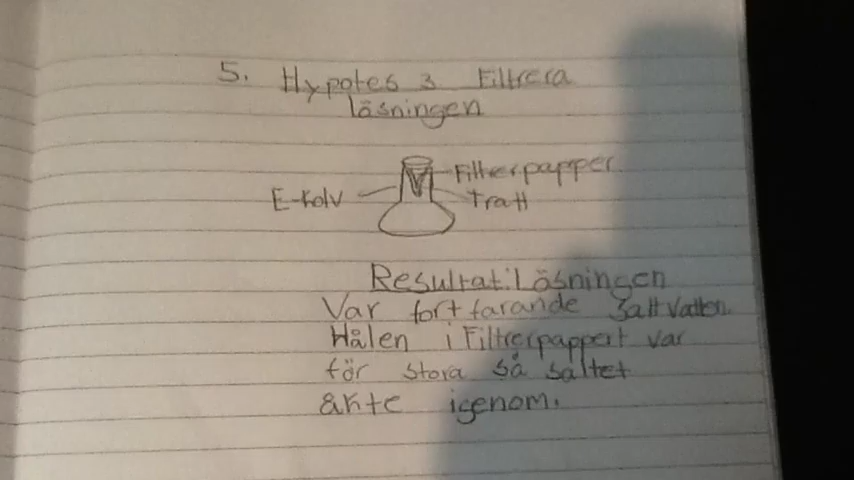 5. Hypotes 3 Filtrera
lösningen
Filterpapper
E-Kolv
Tratt
Resultat: Lösningen
Var fortfarande saltvatten.
Hålen i Filtrerpappert var
för stora så saltet
åkte igenom.